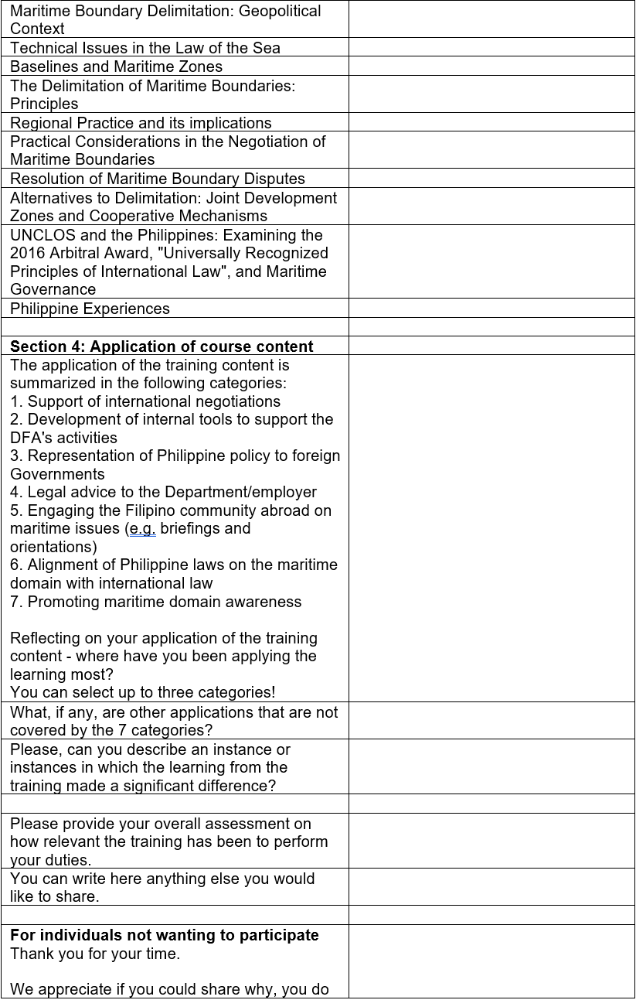 Maritime Boundary Delimitation: Geopolitical
Context
Technical Issues in the Law of the Sea
Baselines and Maritime Zones
The Delimitation of Maritime Boundaries:
Principles
Regional Practice and its implications
Practical Considerations in the Negotiation of
Maritime Boundaries
Resolution of Maritime Boundary Disputes
Alternatives to Delimitation: Joint Development
Zones and Cooperative Mechanisms
UNCLOS and the Philippines: Examining the
2016 Arbitral Award, "Universally Recognized
Principles of International Law", and Maritime
Governance
Philippine Experiences
Section 4: Application of course content
The application of the training content is
summarized in the following categories:
1. Support of international negotiations
2. Development of internal tools to support the
DFA's activities
3. Representation of Philippine policy to foreign
Governments
4. Legal advice to the Department/employer
5. Engaging the Filipino community abroad on
maritime issues (e.g. briefings and
orientations)
6. Alignment of Philippine laws on the maritime
domain with international law
7. Promoting maritime domain awareness
Reflecting on your application of the training
content - where have you been applying the
learning most?
You can select up to three categories!
What, if any, are other applications that are not
covered by the 7 categories?
Please, can you describe an instance or
instances in which the learning from the
training made a significant difference?
Please provide your overall assessment on
how relevant the training has been to perform
your duties.
You can write here anything else you would
like to share.
For individuals not wanting to participate
Thank you for your time.
We appreciate if you could share why, you do